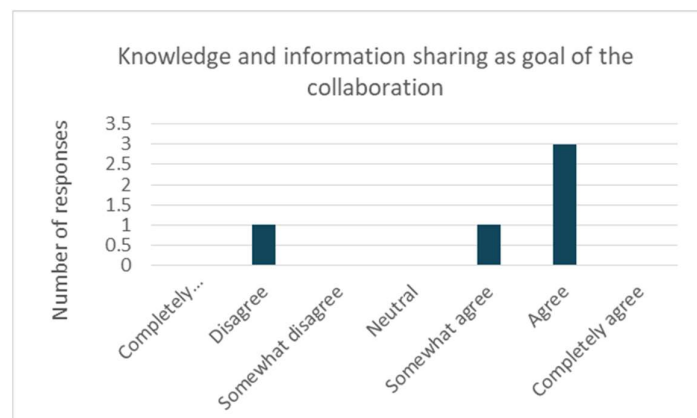 Knowledge and information sharing as goal of the
collaboration
Number of responses
3.5
3
2.5
2
1.5
1
0.5
0
Completely...
Disagree
Somewhat disagree
Neutral
Somewhat agree
Agree
Completely agree